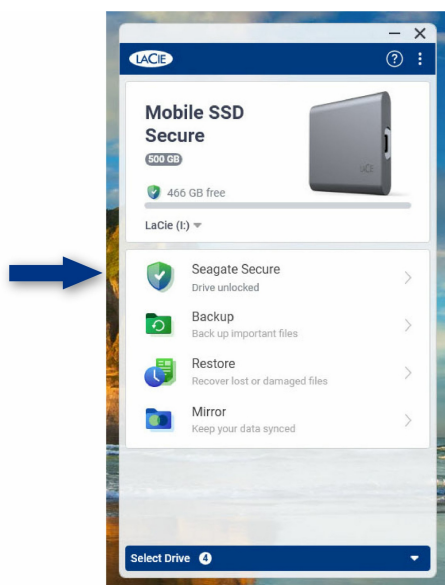 LACIE
Mobile SSD
Secure
500 GB
466 GB free
LaCie (I:)
Seagate Secure
Drive unlocked
Backup
Back up important files
Restore
Recover lost or damaged files
Mirror
Keep your data synced
Select Drive 4